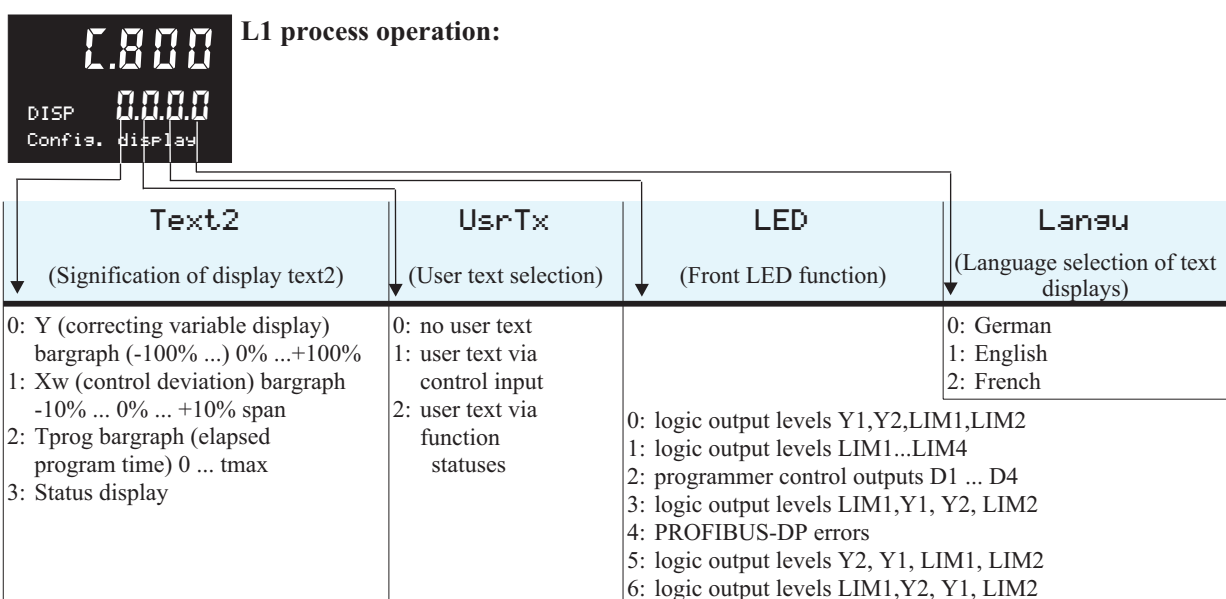 L1 process operation:
C.800
DISP 0.0.0.0
Config. display
Text2
(Signification of display text2)
UsrTx
(User text selection)
LED
(Front LED function)
Langu
(Language selection of text
displays)
0: Y (correcting variable display)
bargraph (-100% ...) 0% ...+100%
1: Xw (control deviation) bargraph
-10% ... 0% ... +10% span
2: Tprog bargraph (elapsed
program time) 0 ... tmax
3: Status display
0: no user text
1: user text via
control input
2: user text via
function
statuses
0: logic output levels Y1,Y2,LIM1,LIM2
1: logic output levels LIM1...LIM4
2: programmer control outputs D1 ... D4
3: logic output levels LIM1,Y1, Y2, LIM2
4: PROFIBUS-DP errors
5: logic output levels Y2, Y1, LIM1, LIM2
6: logic output levels LIM1,Y2, Y1, LIM2
0: German
1: English
2: French